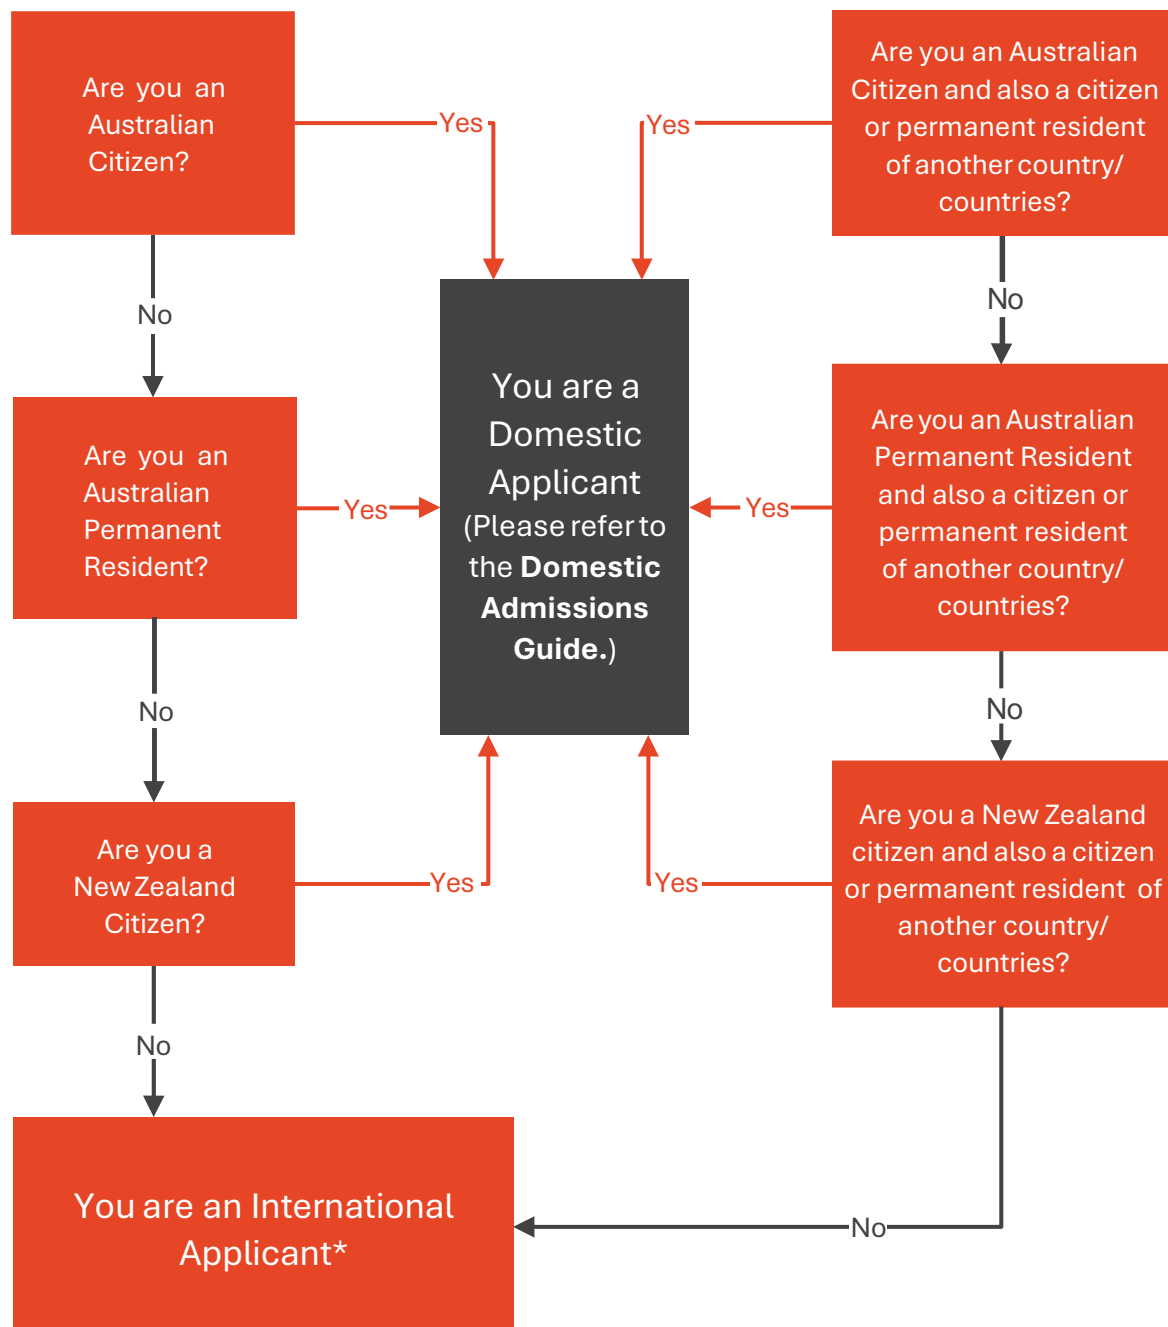 Are you an
Australian
Citizen?
Yes
No
Are you an
Australian
Permanent
Resident?
Yes
No
Are you a
New Zealand
Citizen?
Yes
No
You are an International
Applicant*
You are a
Domestic
Applicant
(Please refer to
the Domestic
Admissions
Guide.)
Are you an Australian
Citizen and also a citizen
or permanent resident
of another country/
countries?
Yes
No
Are you an Australian
Permanent Resident
and also a citizen or
permanent resident
of another country/
countries?
Yes
No
Are you a New Zealand
citizen and also a citizen
or permanent resident of
another country/
countries?
Yes
No